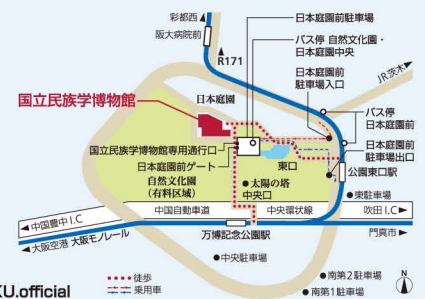 彩都西
阪大病院前
R171
日本庭園前駐車場
バス停 自然文化園・
日本庭園中央
日本庭園前
駐車場入口
JR茨木
国立民族学博物館
日本庭園
バス停
日本庭園前
国立民族学博物館専用通行口
日本庭園前ゲート
自然文化園
(有料区域)
東口
太陽の塔
中央口
日本庭園前
駐車場出口
公園東口駅
東駐車場
中国豊中I.C
中国自動車道
中央環状線
吹田 I.C
大阪空港 大阪モノレール
万博記念公園駅
門真市
中央駐車場
徒歩
乗用車
南第2駐車場
南第1駐車場
N
KU.official